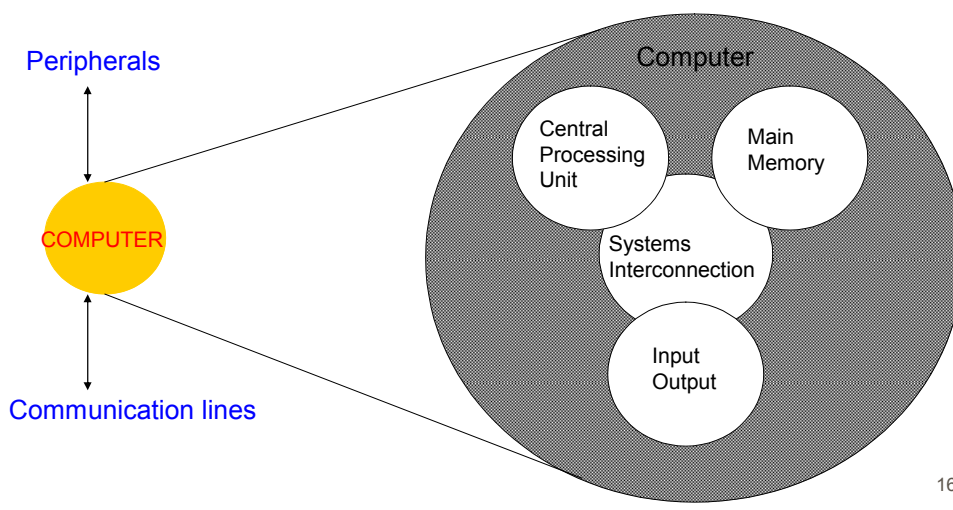 Peripherals
COMPUTER
Communication lines
Computer
Central
Processing
Unit
Main
Memory
Systems
Interconnection
Input
Output
16